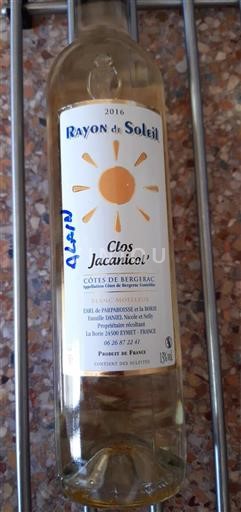 2016
RAYON de SOLEIL
Clos
Jacanicol'
CÔTES DE BERGERAC
Appellation Côtes de Bergerac Contrôlée
BLANC MOELLEUX
EARL de PARPABOISSE et la BORIE
Famille DANIEL Nicole et Nelly
Propriétaire récoltant
La Borie 24500 EYMET - FRANCE
06 26 87 22 41
PRODUIT DE FRANCE
CONTIENT DES SULFITES
ALAIN